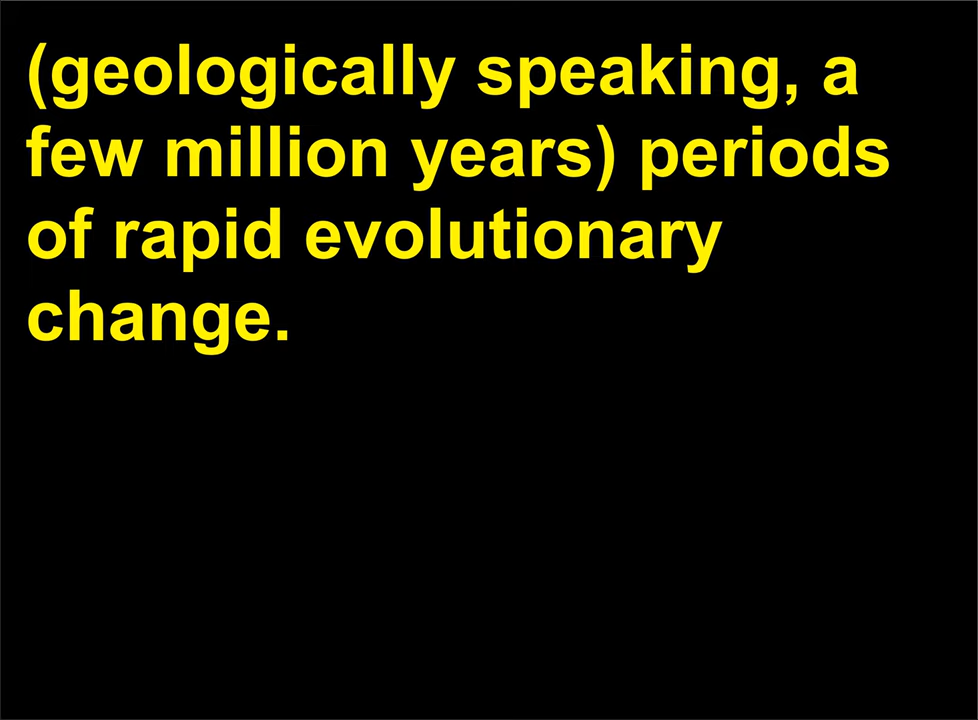 (geologically speaking, a
few million years) periods
of rapid evolutionary
change.